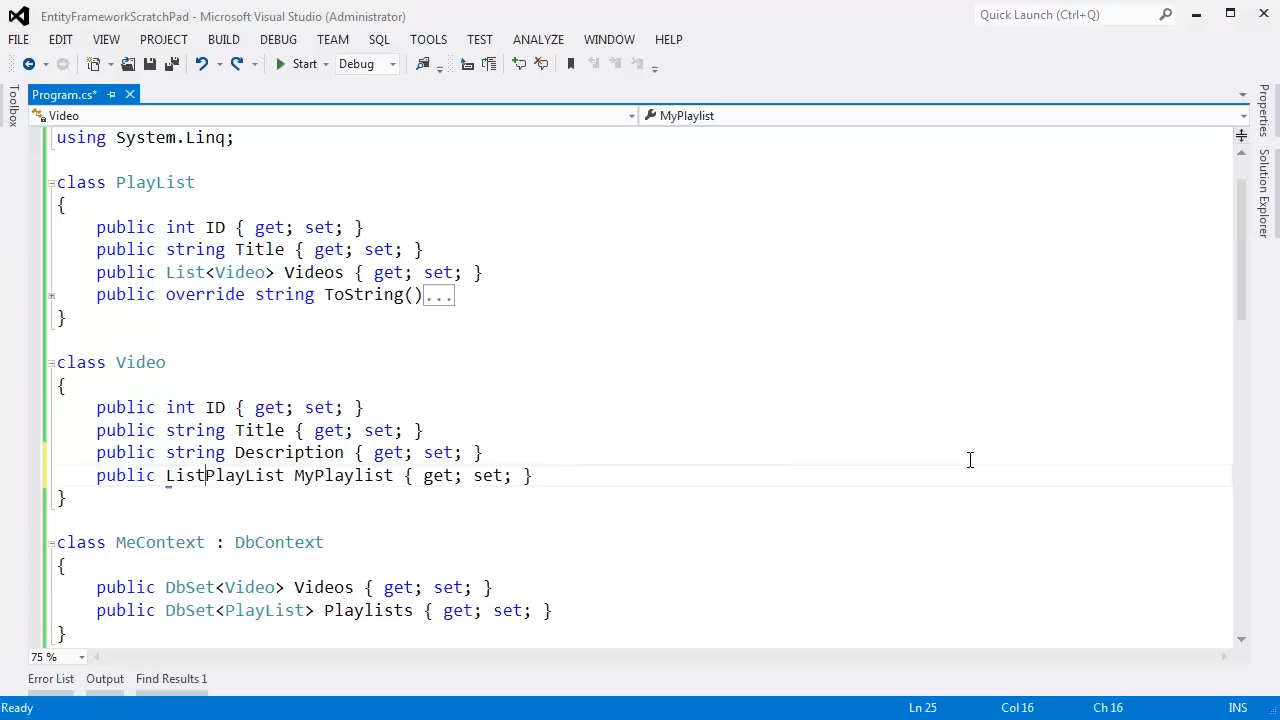 EntityFrameworkScratchPad - Microsoft Visual Studio (Administrator)
Quick Launch (Ctrl+Q)
FILE EDIT VIEW PROJECT BUILD DEBUG TEAM SQL TOOLS TEST ANALYZE WINDOW HELP
Start Debug
Toolbox
Program.cs*
Video
MyPlaylist
Properties
Solution Explorer
using System.Linq;
class PlayList
{
public int ID { get; set; }
public string Title { get; set; }
public List<Video> Videos { get; set; }
public override string ToString()...
}
class Video
{
public int ID { get; set; }
public string Title { get; set; }
public string Description { get; set; }
public ListPlayList MyPlaylist { get; set; }
}
class MeContext : DbContext
{
public DbSet<Video> Videos { get; set; }
public DbSet<PlayList> Playlists { get; set; }
}
75 %
Error List Output Find Results 1
Ready Ln 25 Col 16 Ch 16 INS